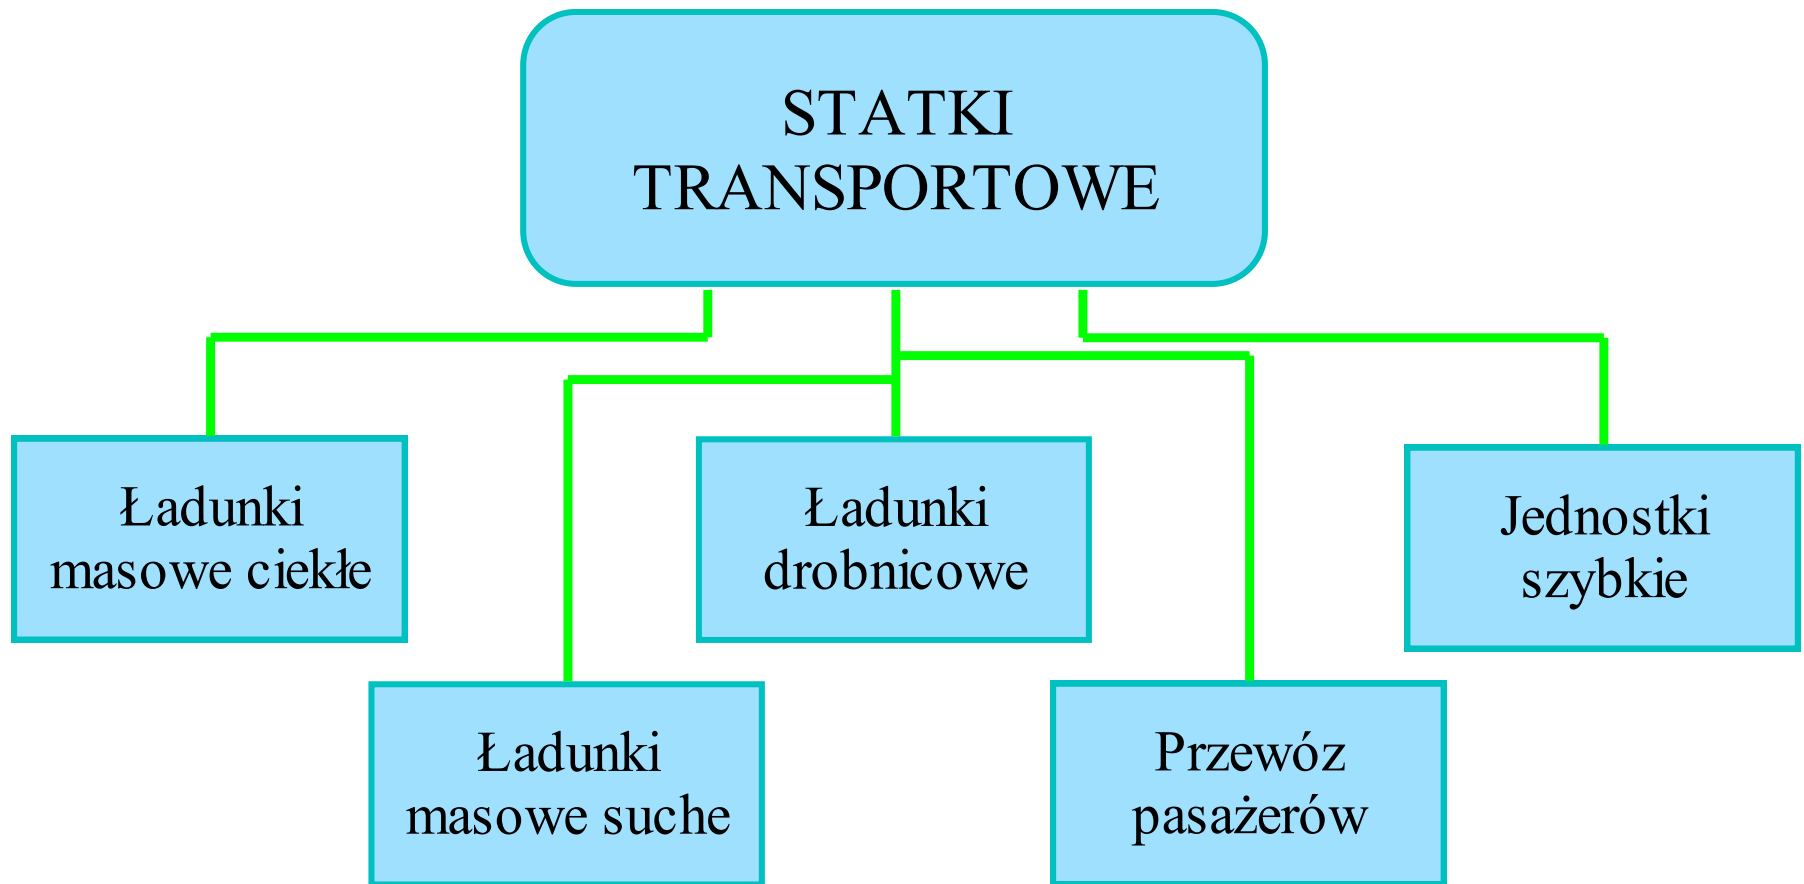 STATKI
TRANSPORTOWE
Ładunki
masowe ciekłe
Ładunki
drobnicowe
Jednostki
szybkie
Ładunki
masowe suche
Przewóz
pasażerów